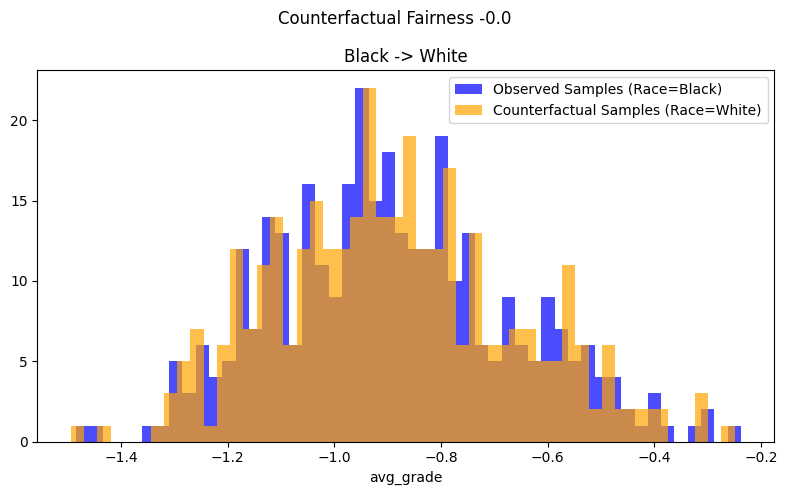 Counterfactual Fairness -0.0
Black -> White
Observed Samples (Race=Black)
Counterfactual Samples (Race=White)
20
15
10
5
0
−1.4 −1.2 −1.0 −0.8 −0.6 −0.4 −0.2
avg_grade